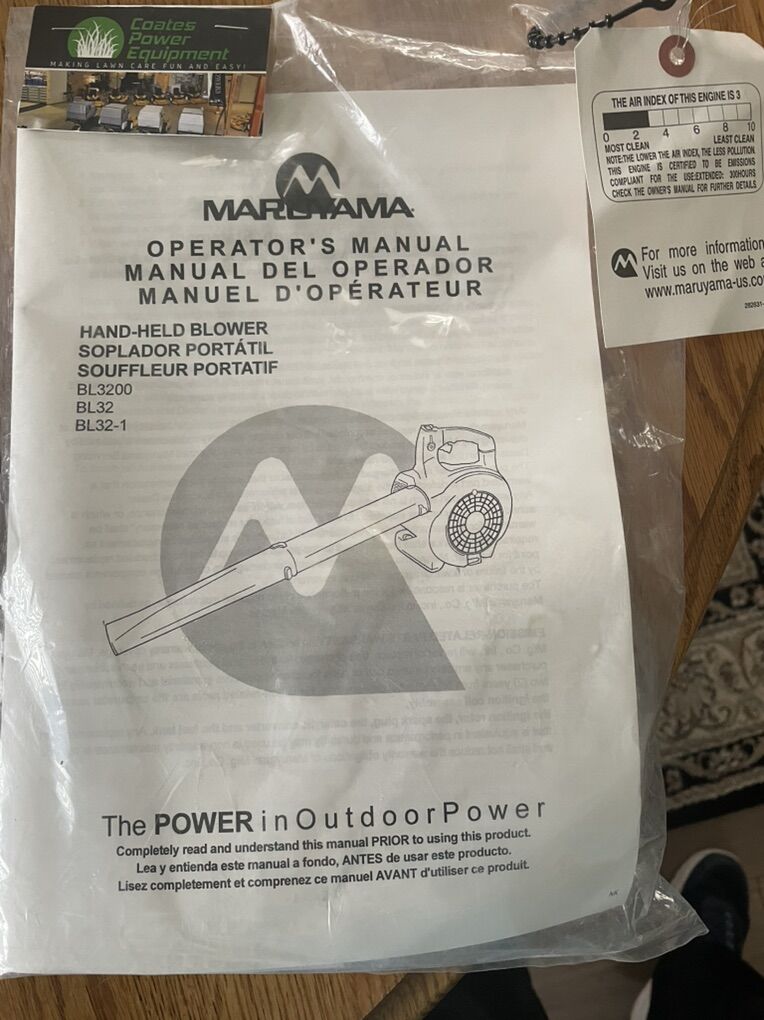 Coates
Power
Equipment
MAKING LAWN CARE FUN AND EASY!
THE AIR INDEX OF THIS ENGINE IS 3
0 2 4 6 8 10
MOST CLEAN LEAST CLEAN
NOTE:THE LOWER THE AIR INDEX, THE LESS POLLUTION
THIS ENGINE IS CERTIFIED TO BE EMISSIONS
COMPLIANT FOR THE USE:EXTENDED: 300HOURS
CHECK THE OWNER'S MANUAL FOR FURTHER DETAILS
For more information
Visit us on the web a
www.maruyama-us.co
MARUYAMA
OPERATOR'S MANUAL
MANUAL DEL OPERADOR
MANUEL D'OPÉRATEUR
HAND-HELD BLOWER
SOPLADOR PORTÁTIL
SOUFFLEUR PORTATIF
BL3200
BL32
BL32-1
The POWER in Outdoor Power
Completely read and understand this manual PRIOR to using this product.
Lea y entienda este manual a fondo, ANTES de usar este producto.
Lisez completement et comprenez ce manuel AVANT d'utiliser ce produit.